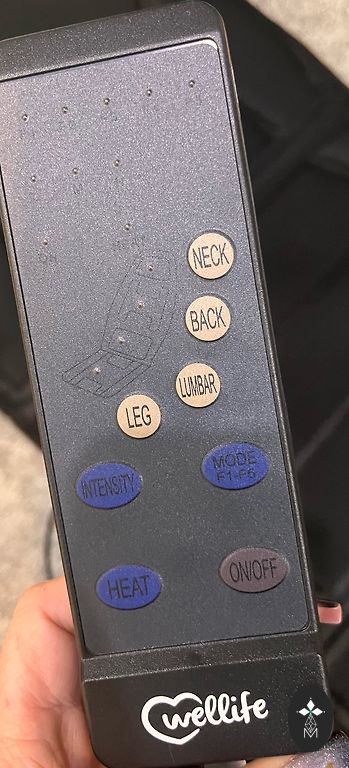 NECK
BACK
LUMBAR
LEG
INTENSITY
MODE
F1-F6
HEAT
ON/OFF
wellife
M